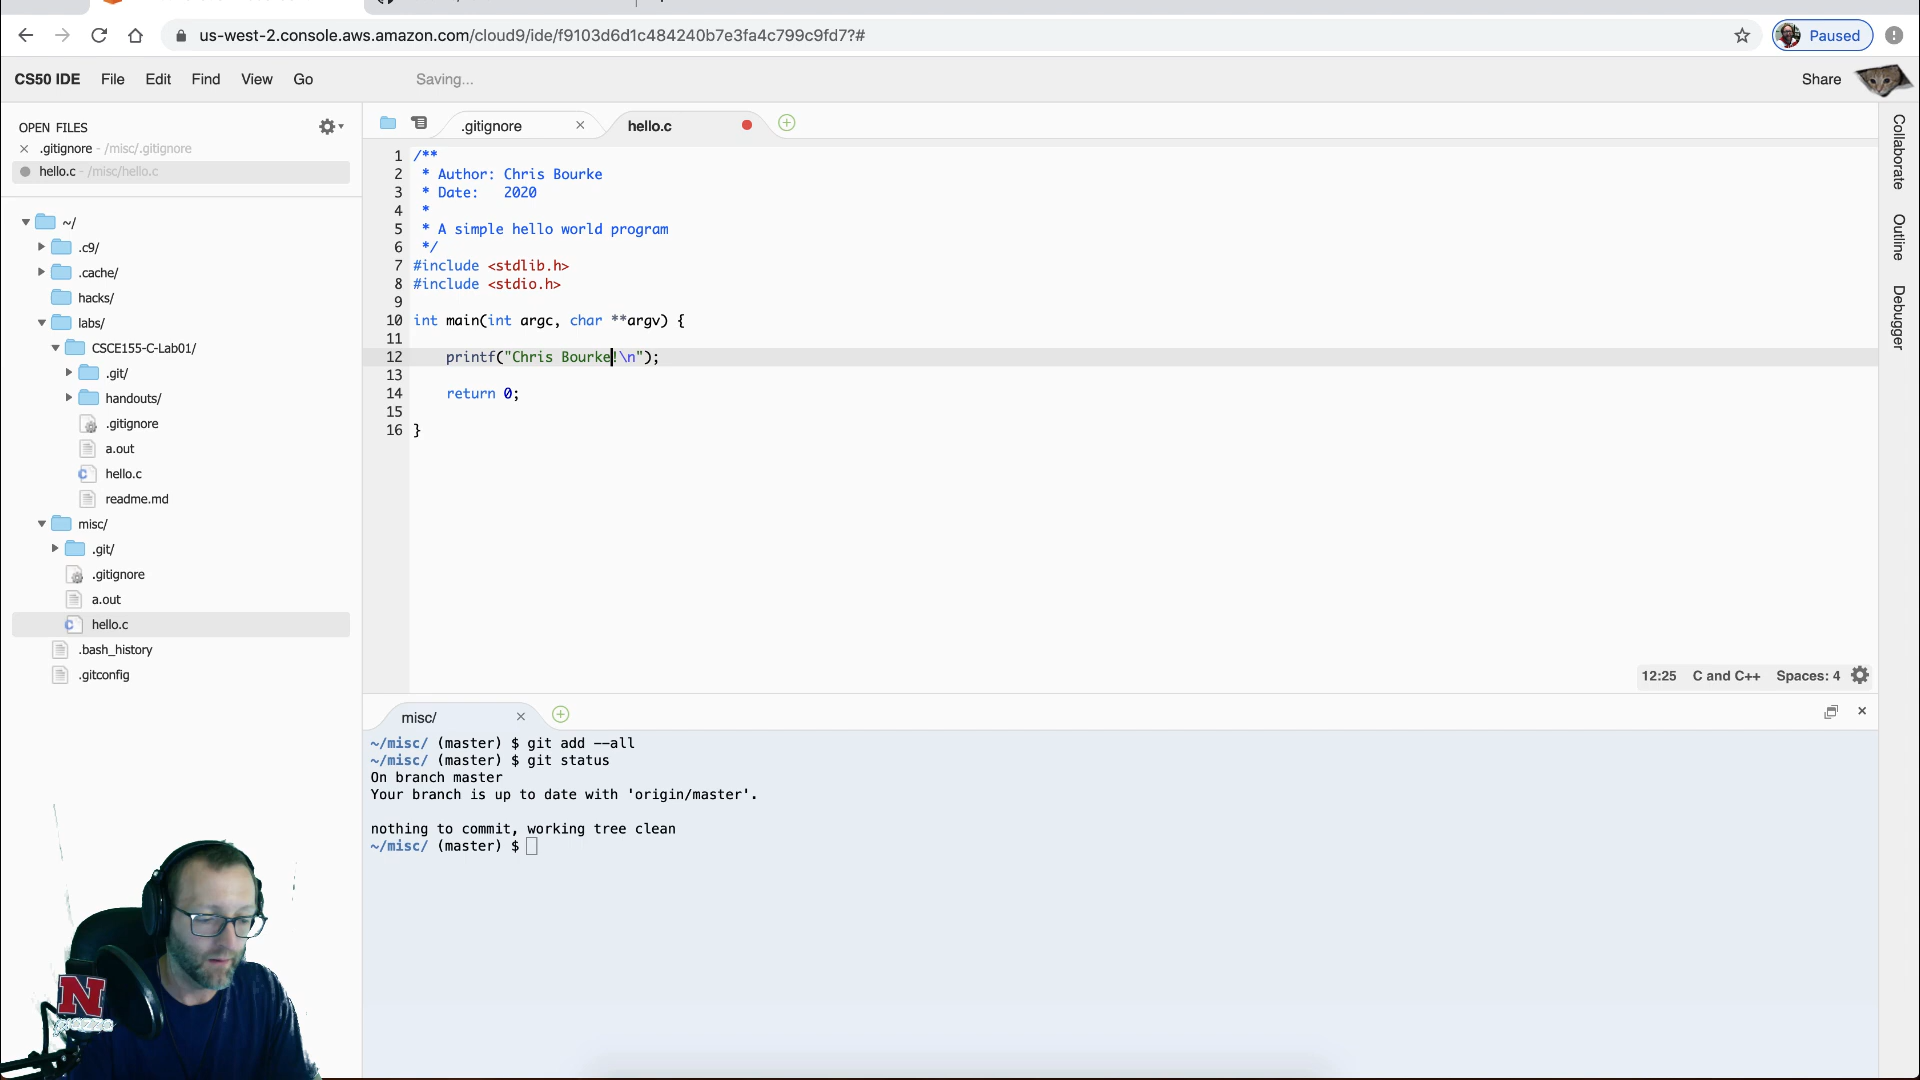 us-west-2.console.aws.amazon.com/cloud9/ide/f9103d6d1c484240b7e3fa4c799c9fd7?#
Paused
CS50 IDE File Edit Find View Go Saving... Share
OPEN FILES
.gitignore - /misc/.gitignore
hello.c - /misc/hello.c
~/
.c9/
.cache/
hacks/
labs/
CSCE155-C-Lab01/
.git/
handouts/
.gitignore
a.out
hello.c
readme.md
misc/
.git/
.gitignore
a.out
hello.c
.bash_history
.gitconfig
.gitignore hello.c
1 /**
2 * Author: Chris Bourke
3 * Date: 2020
4 *
5 * A simple hello world program
6 */
7 #include <stdlib.h>
8 #include <stdio.h>
9
10 int main(int argc, char **argv) {
11
12 printf("Chris Bourke!\n");
13
14 return 0;
15
16 }
12:25 C and C++ Spaces: 4
misc/
~/misc/ (master) $ git add --all
~/misc/ (master) $ git status
On branch master
Your branch is up to date with 'origin/master'.
nothing to commit, working tree clean
~/misc/ (master) $
Collaborate
Outline
Debugger
N